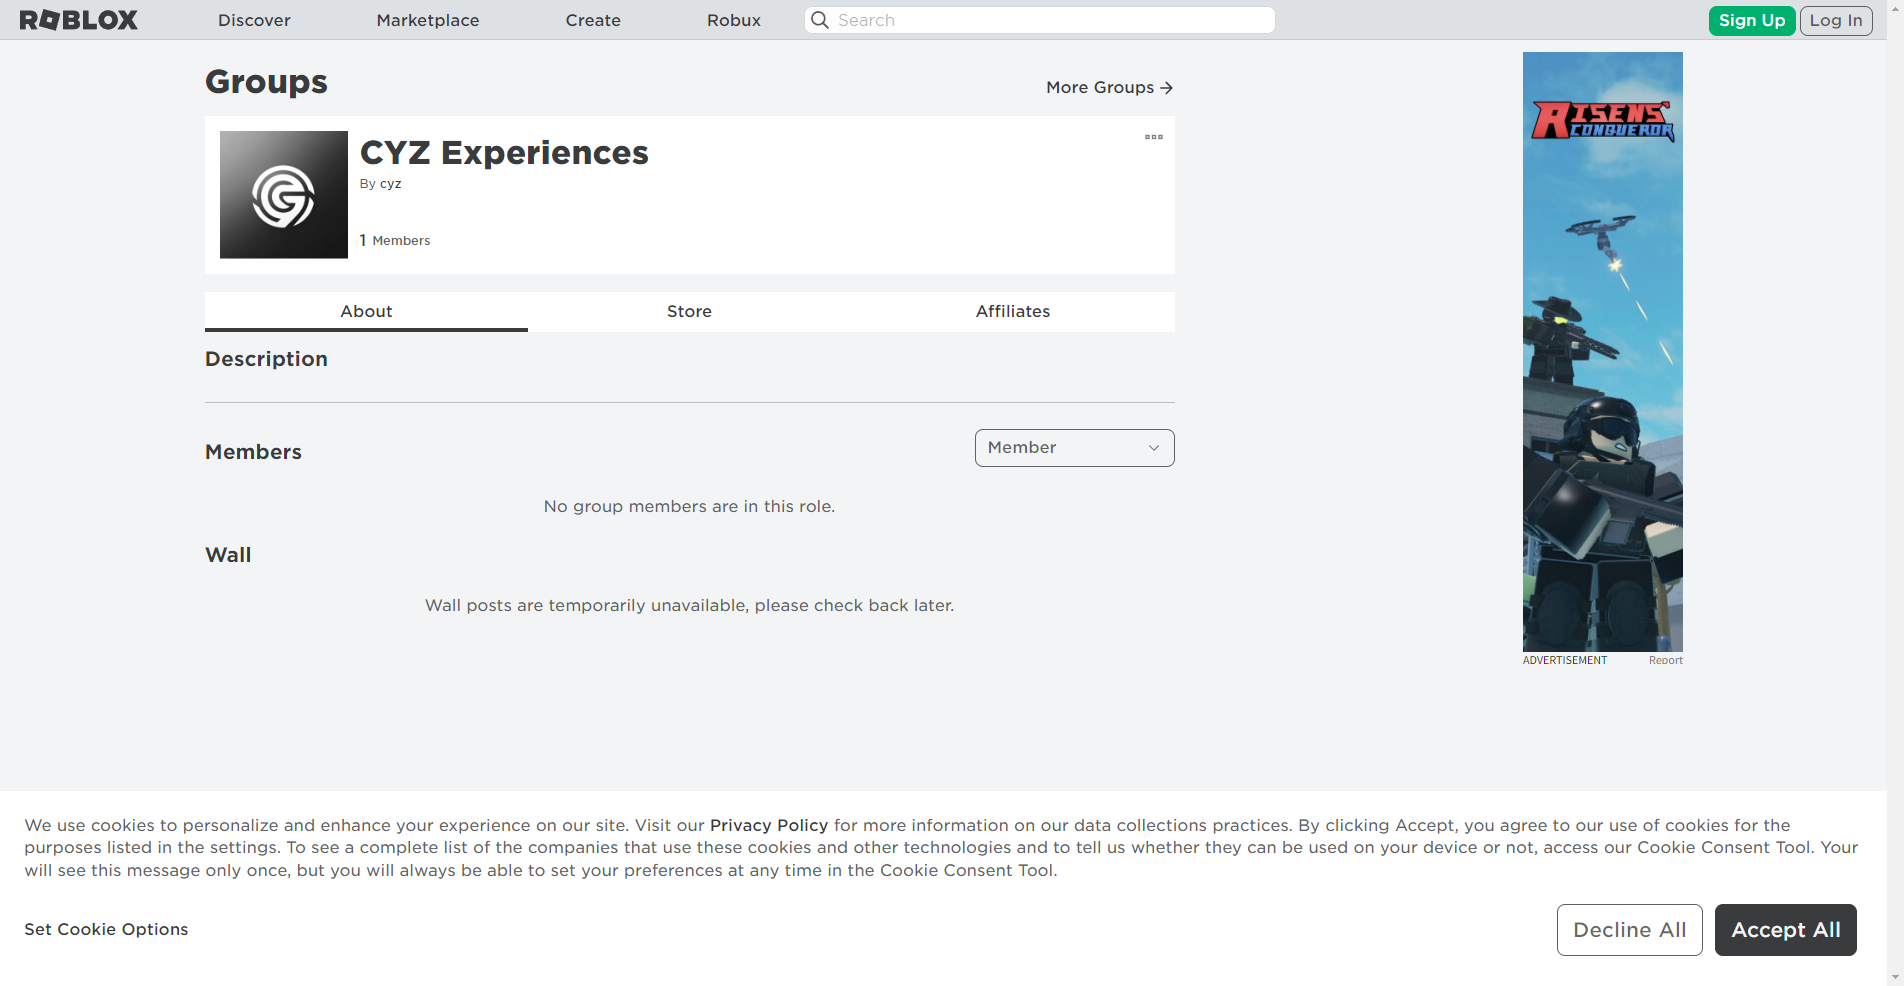 ROBLOX
Discover
Marketplace
Create
Robux
Search
Sign Up
Log In
Groups
More Groups
CYZ Experiences
By cyz
1 Members
About
Store
Affiliates
Description
Members
Member
No group members are in this role.
Wall
Wall posts are temporarily unavailable, please check back later.
RISENS'
CONQUEROR
ADVERTISEMENT
Report
We use cookies to personalize and enhance your experience on our site. Visit our Privacy Policy for more information on our data collections practices. By clicking Accept, you agree to our use of cookies for the
purposes listed in the settings. To see a complete list of the companies that use these cookies and other technologies and to tell us whether they can be used on your device or not, access our Cookie Consent Tool. Your
will see this message only once, but you will always be able to set your preferences at any time in the Cookie Consent Tool.
Set Cookie Options
Decline All
Accept All